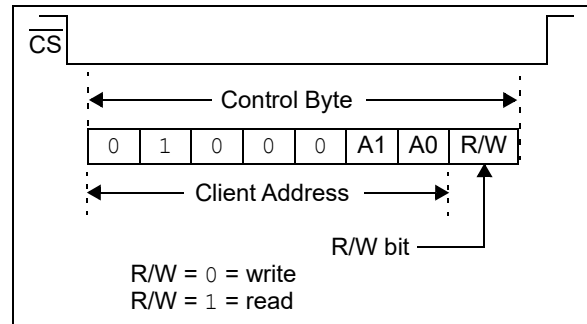 CS
Control Byte
0 1 0 0 0 A1 A0 R/W
Client Address
R/W bit
R/W = 0 = write
R/W = 1 = read